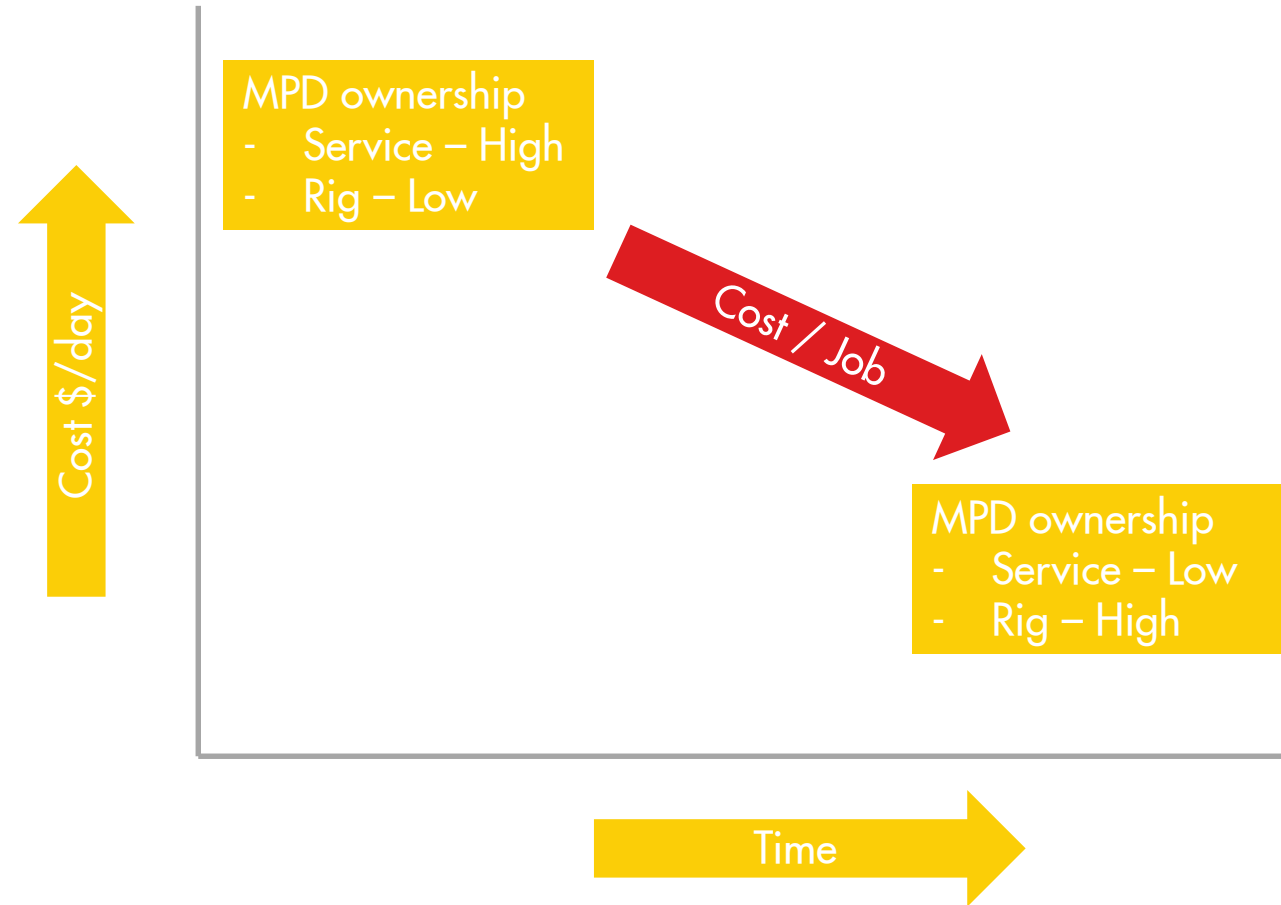 MPD ownership
- Service – High
- Rig – Low
Cost $/day
Cost / Job
MPD ownership
- Service – Low
- Rig – High
Time